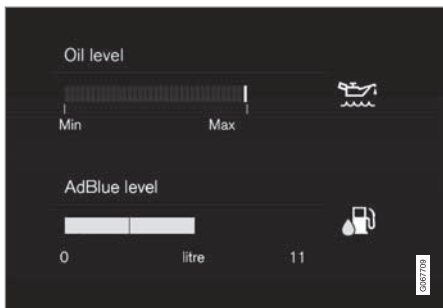 Oil level
Min Max
AdBlue level
0 litre 11
G067709